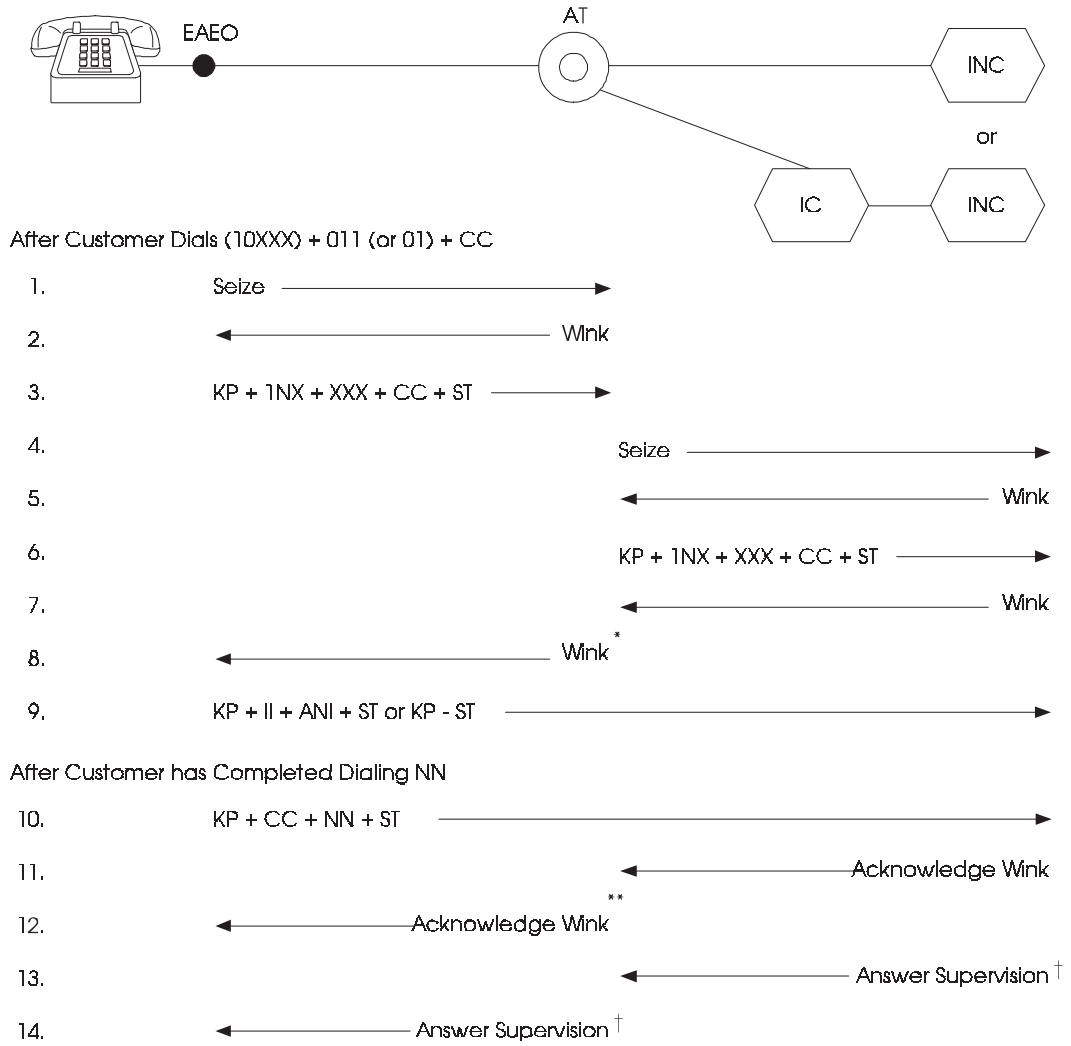 EAEO
AT
INC
or
IC
INC
After Customer Dials (10XXX) + 011 (or 01) + CC
1. Seize
2. Wink
3. KP + 1NX + XXX + CC + ST
4. Seize
5. Wink
6. KP + 1NX + XXX + CC + ST
7. Wink
8. Wink *
9. KP + II + ANI + ST or KP - ST
After Customer has Completed Dialing NN
10. KP + CC + NN + ST
11. Acknowledge Wink
12. Acknowledge Wink **
13. Answer Supervision †
14. Answer Supervision †